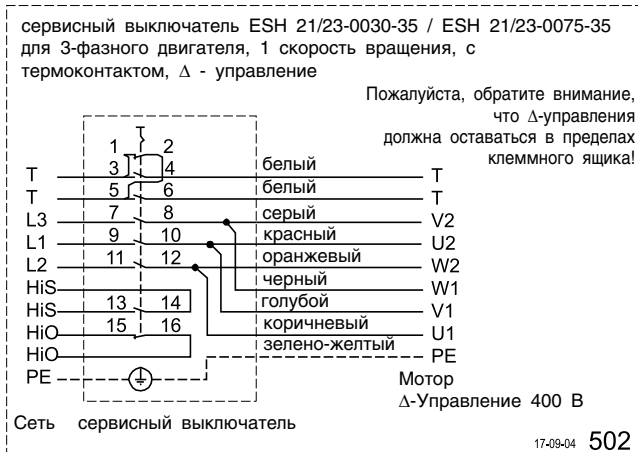 сервисный выключатель ESH 21/23-0030-35 / ESH 21/23-0075-35
для 3-фазного двигателя, 1 скорость вращения, с
термоконтактом, Δ - управление
Пожалуйста, обратите внимание,
что Δ-управления
должна оставаться в пределах
клеммного ящика!
1 2
T 3 4 белый T
T 5 6 белый T
L3 7 8 серый V2
L1 9 10 красный U2
L2 11 12 оранжевый W2
HiS черный W1
HiS 13 14 голубой V1
HiO 15 16 коричневый U1
HiO зелено-желтый PE
PE
Мотор
Δ-Управление 400 В
Сеть сервисный выключатель
17-09-04 502